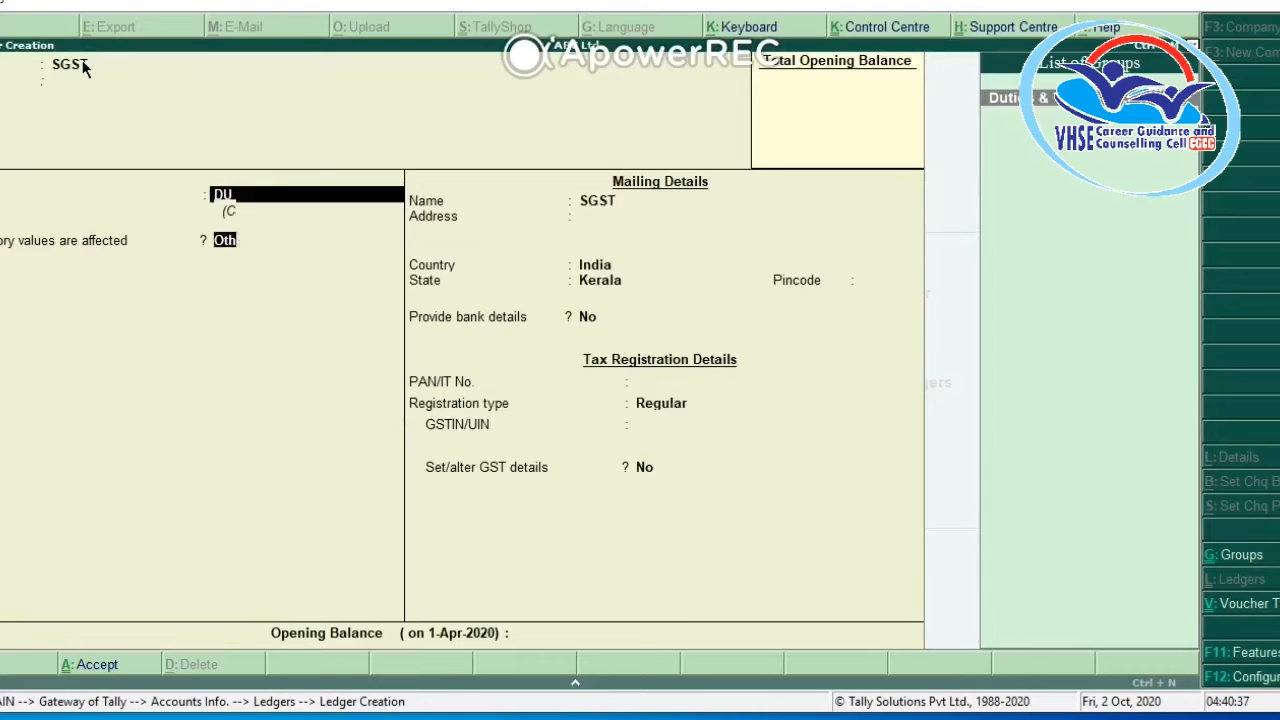 E: Export
M: E-Mail
O: Upload
S: TallyShop
G: Language
K: Keyboard
K: Control Centre
H: Support Centre
H: Help
F3: Company
Creation
ApowerREC
Ltd.
F3: New Com
: SGST
:
Total Opening Balance
List of Groups
Duties &
VHSE Career Guidance and
Counselling Cell CGCC
: DU
(C
ory values are affected ? Oth
Mailing Details
Name : SGST
Address :
Country : India
State : Kerala
Pincode :
Provide bank details ? No
Tax Registration Details
PAN/IT No. :
Registration type : Regular
GSTIN/UIN :
Set/alter GST details ? No
gers
L: Details
B: Set Chq B
S: Set Chq P
G: Groups
L: Ledgers
V: Voucher T
F11: Features
F12: Configur
Opening Balance ( on 1-Apr-2020) :
A: Accept
D: Delete
Ctrl + N
AIN --> Gateway of Tally --> Accounts Info. --> Ledgers --> Ledger Creation
© Tally Solutions Pvt Ltd., 1988-2020
Fri, 2 Oct, 2020
04:40:37